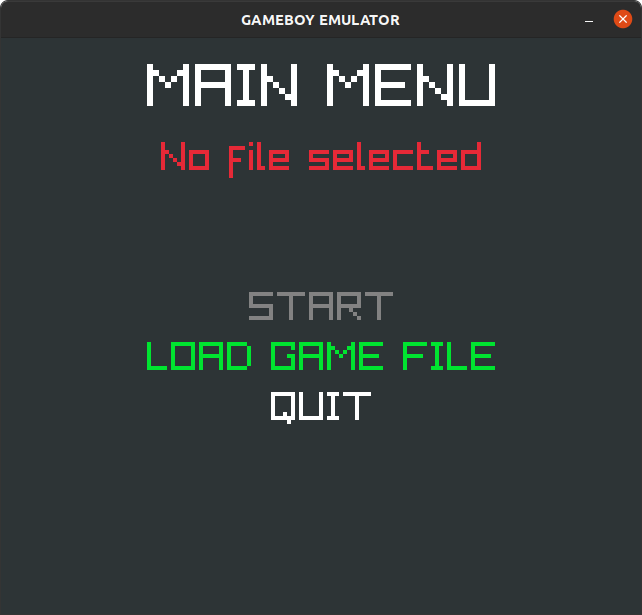 GAMEBOY EMULATOR
MAIN MENU
No file selected
START
LOAD GAME FILE
QUIT